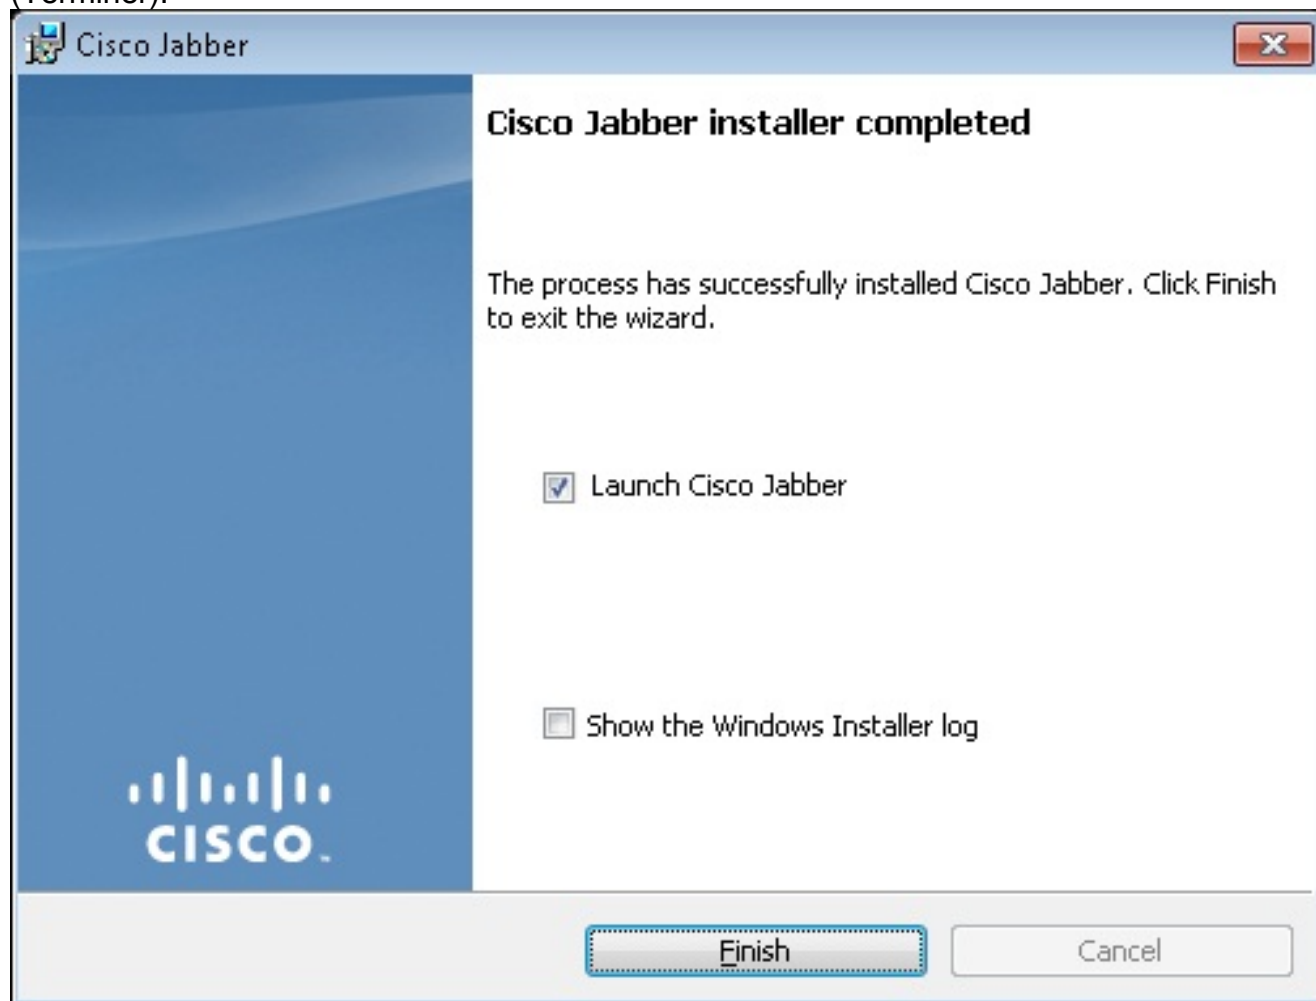 (Terminer).
Cisco Jabber
Cisco Jabber installer completed
The process has successfully installed Cisco Jabber. Click Finish
to exit the wizard.
Launch Cisco Jabber
Show the Windows Installer log
CISCO
Finish
Cancel